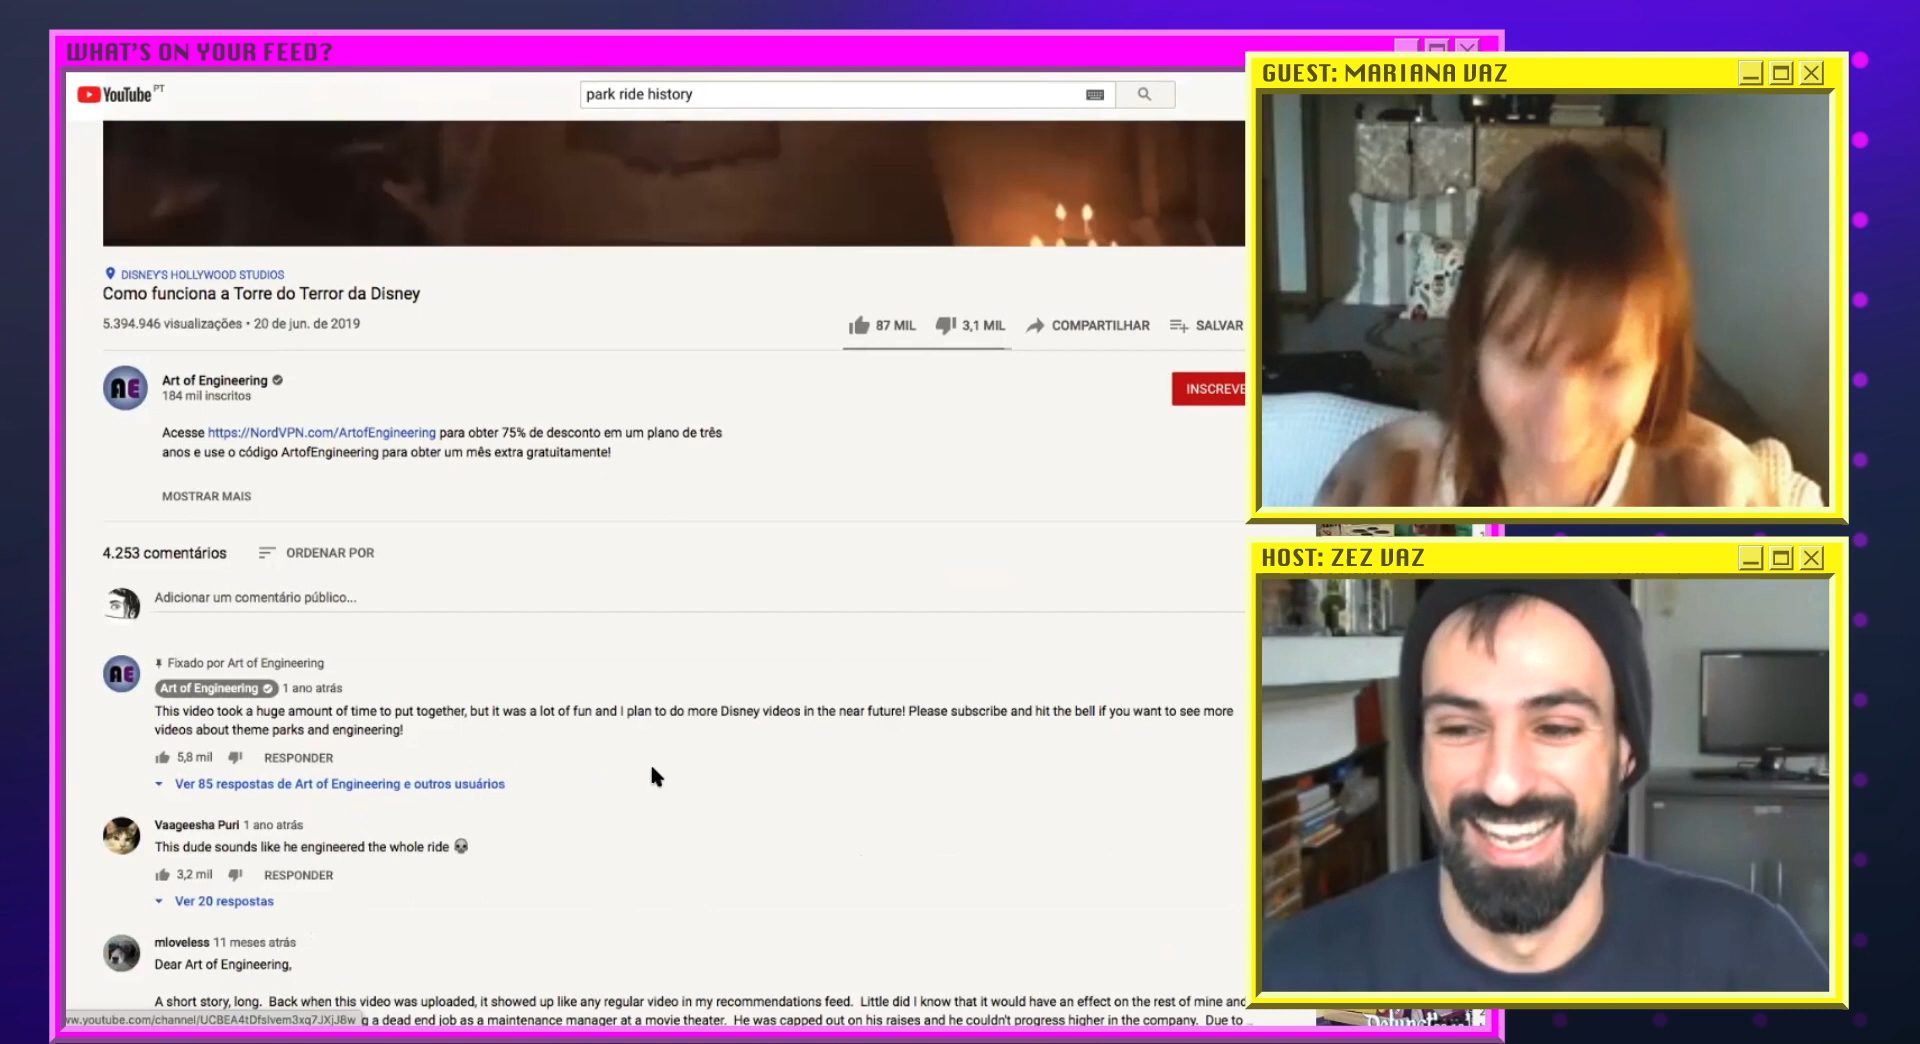 WHAT'S ON YOUR FEED?
YouTube PT
park ride history
DISNEY'S HOLLYWOOD STUDIOS
Como funciona a Torre do Terror da Disney
5.394.946 visualizações • 20 de jun. de 2019
87 MIL
3,1 MIL
COMPARTILHAR
SALVAR
AE
Art of Engineering
184 mil inscritos
INSCREVE
Acesse https://NordVPN.com/ArtofEngineering para obter 75% de desconto em um plano de três
anos e use o código ArtofEngineering para obter um mês extra gratuitamente!
MOSTRAR MAIS
4.253 comentários
ORDENAR POR
Adicionar um comentário público...
AE
Fixado por Art of Engineering
Art of Engineering 1 ano atrás
This video took a huge amount of time to put together, but it was a lot of fun and I plan to do more Disney videos in the near future! Please subscribe and hit the bell if you want to see more
videos about theme parks and engineering!
5,8 mil
RESPONDER
Ver 85 respostas de Art of Engineering e outros usuários
Vaageesha Puri 1 ano atrás
This dude sounds like he engineered the whole ride 💀
3,2 mil
RESPONDER
Ver 20 respostas
mloveless 11 meses atrás
Dear Art of Engineering,
A short story, long. Back when this video was uploaded, it showed up like any regular video in my recommendations feed. Little did I know that it would have an effect on the rest of mine and
g a dead end job as a maintenance manager at a movie theater. He was capped out on his raises and he couldn't progress higher in the company. Due to ...
GUEST: MARIANA VAZ
HOST: ZEZ VAZ